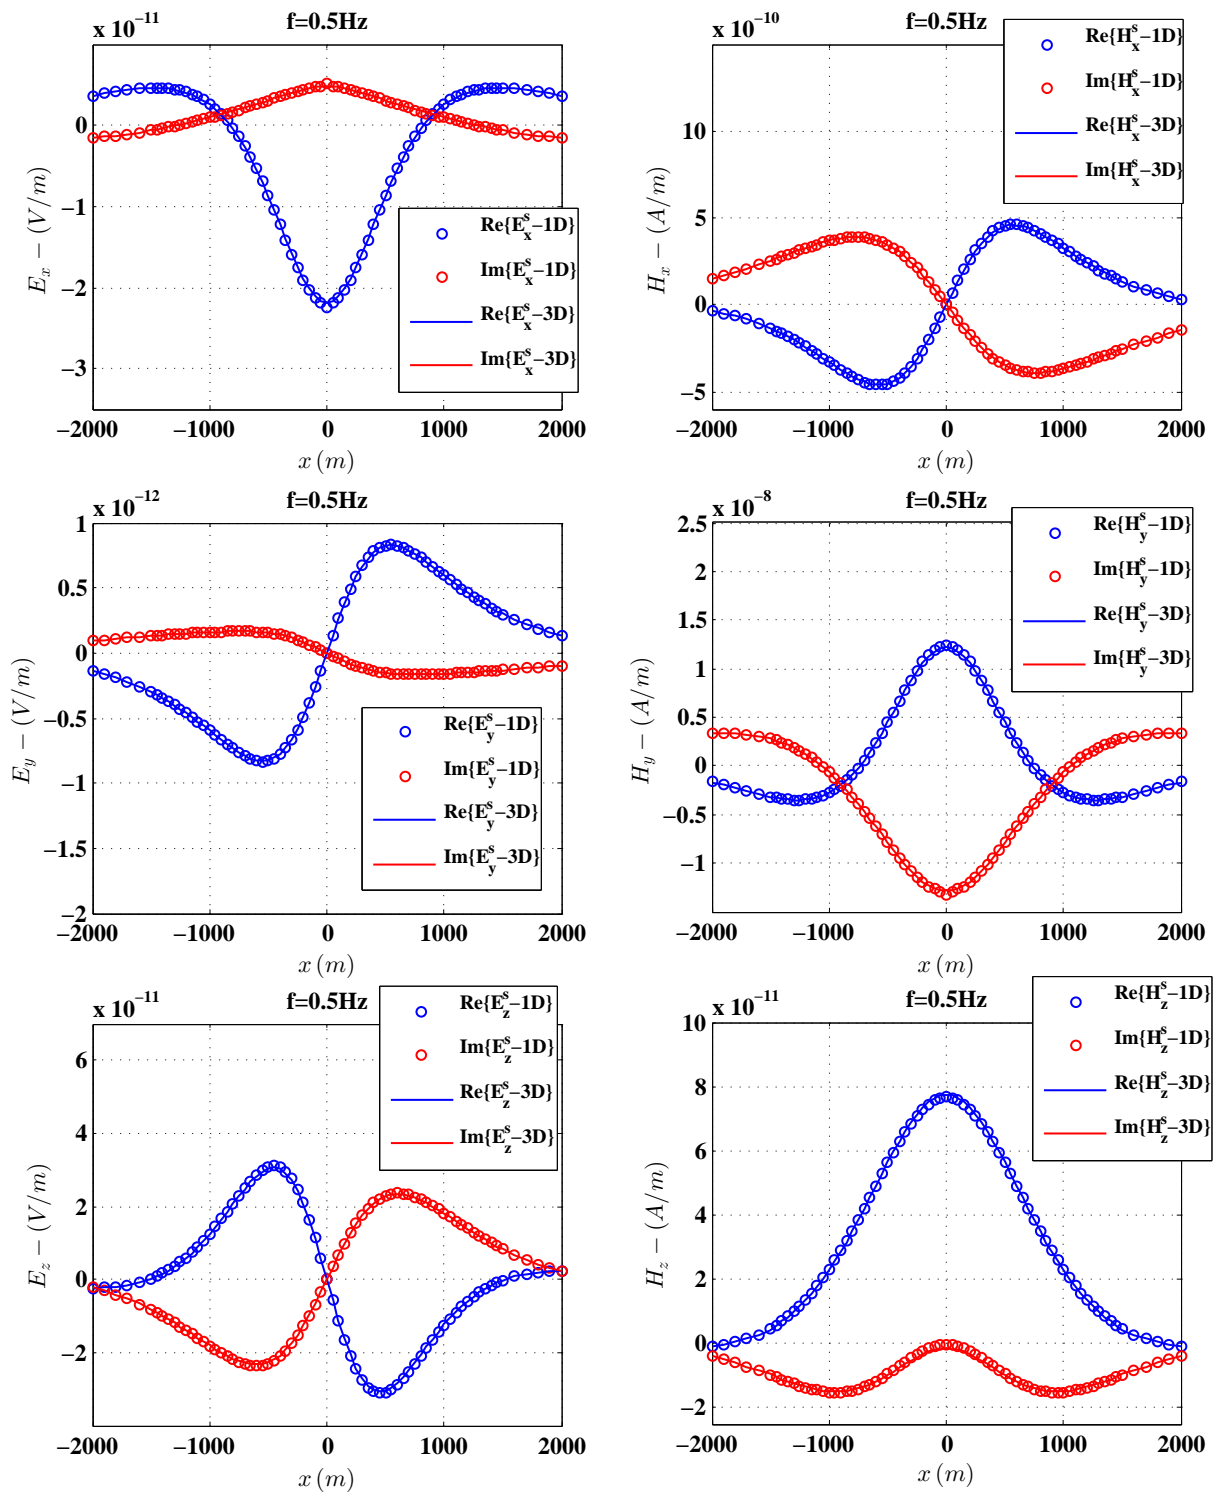 x 10⁻¹¹ f=0.5Hz
0
−1
−2
−3
E_x − (V/m)
Re{E_x^s−1D}
Im{E_x^s−1D}
Re{E_x^s−3D}
Im{E_x^s−3D}
−2000 −1000 0 1000 2000
x (m)
x 10⁻¹⁰ f=0.5Hz
10
5
0
−5
H_x − (A/m)
Re{H_x^s−1D}
Im{H_x^s−1D}
Re{H_x^s−3D}
Im{H_x^s−3D}
−2000 −1000 0 1000 2000
x (m)
x 10⁻¹² f=0.5Hz
1
0.5
0
−0.5
−1
−1.5
−2
E_y − (V/m)
Re{E_y^s−1D}
Im{E_y^s−1D}
Re{E_y^s−3D}
Im{E_y^s−3D}
−2000 −1000 0 1000 2000
x (m)
x 10⁻⁸ f=0.5Hz
2.5
2
1.5
1
0.5
0
−0.5
−1
H_y − (A/m)
Re{H_y^s−1D}
Im{H_y^s−1D}
Re{H_y^s−3D}
Im{H_y^s−3D}
−2000 −1000 0 1000 2000
x (m)
x 10⁻¹¹ f=0.5Hz
6
4
2
0
−2
E_z − (V/m)
Re{E_z^s−1D}
Im{E_z^s−1D}
Re{E_z^s−3D}
Im{E_z^s−3D}
−2000 −1000 0 1000 2000
x (m)
x 10⁻¹¹ f=0.5Hz
10
8
6
4
2
0
−2
H_z − (A/m)
Re{H_z^s−1D}
Im{H_z^s−1D}
Re{H_z^s−3D}
Im{H_z^s−3D}
−2000 −1000 0 1000 2000
x (m)